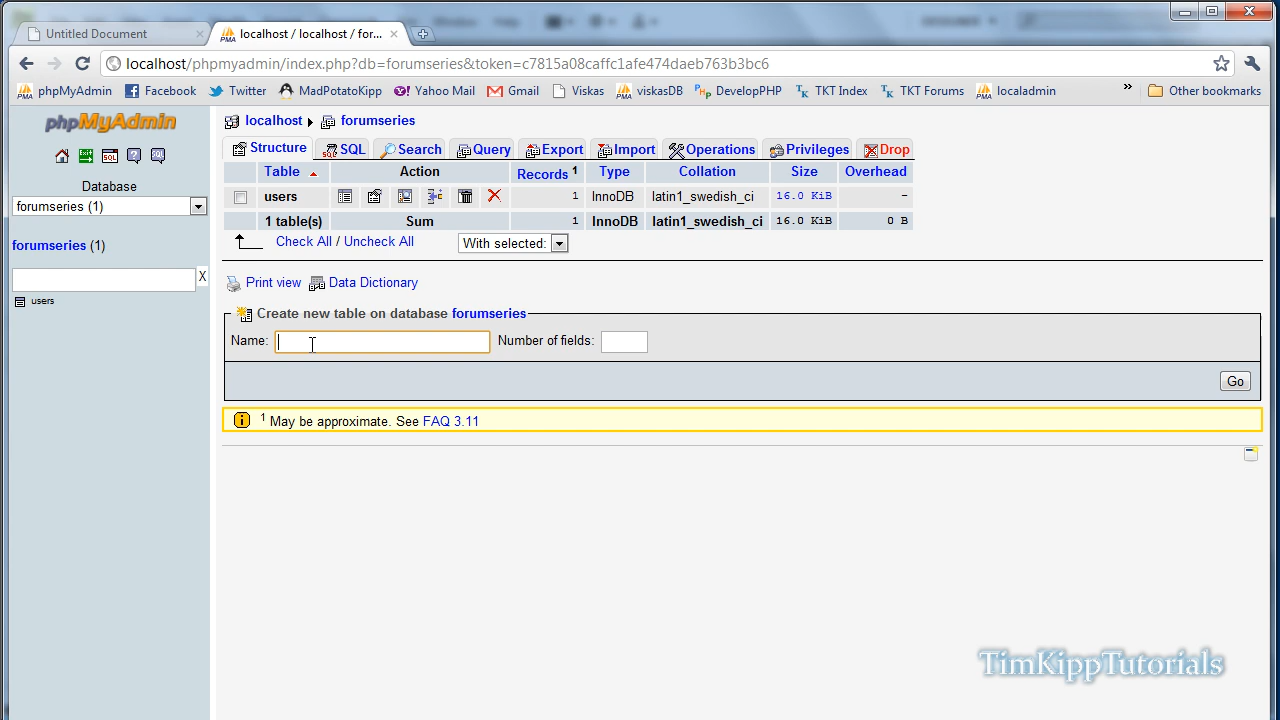 Untitled Document
localhost / localhost / for...
localhost/phpmyadmin/index.php?db=forumseries&token=c7815a08caffc1afe474daeb763b3bc6
phpMyAdmin Facebook Twitter MadPotatoKipp Yahoo Mail Gmail Viskas viskasDB DevelopPHP TKT Index TKT Forums localadmin » Other bookmarks
phpMyAdmin
Database
forumseries (1)
forumseries (1)
X
users
localhost forumseries
Structure SQL Search Query Export Import Operations Privileges Drop
Table Action Records 1 Type Collation Size Overhead
users 1 InnoDB latin1_swedish_ci 16.0 KiB -
1 table(s) Sum 1 InnoDB latin1_swedish_ci 16.0 KiB 0 B
Check All / Uncheck All With selected:
Print view Data Dictionary
Create new table on database forumseries
Name: Number of fields:
Go
1 May be approximate. See FAQ 3.11
TimKippTutorials